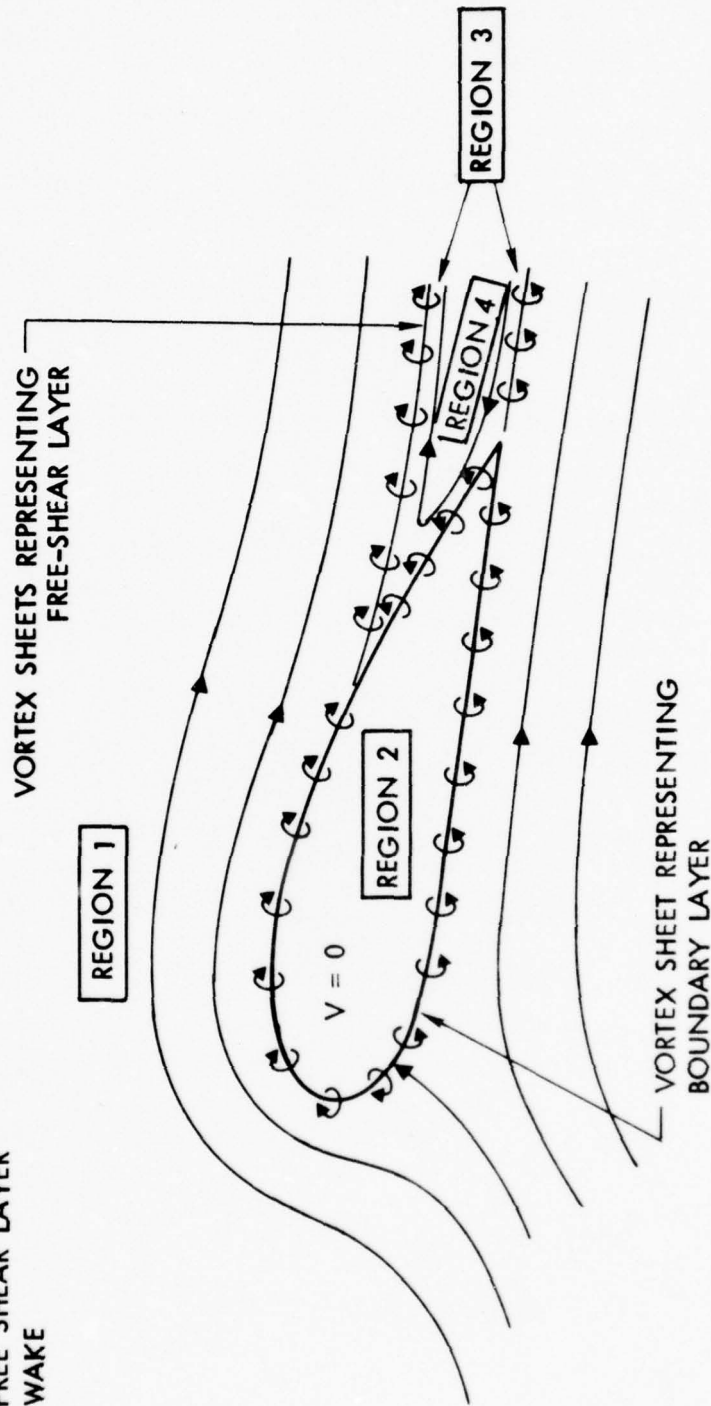 FREE SHEAR LAYER
WAKE
VORTEX SHEETS REPRESENTING
FREE-SHEAR LAYER
REGION 1
REGION 3
REGION 4
REGION 2
V = 0
VORTEX SHEET REPRESENTING
BOUNDARY LAYER